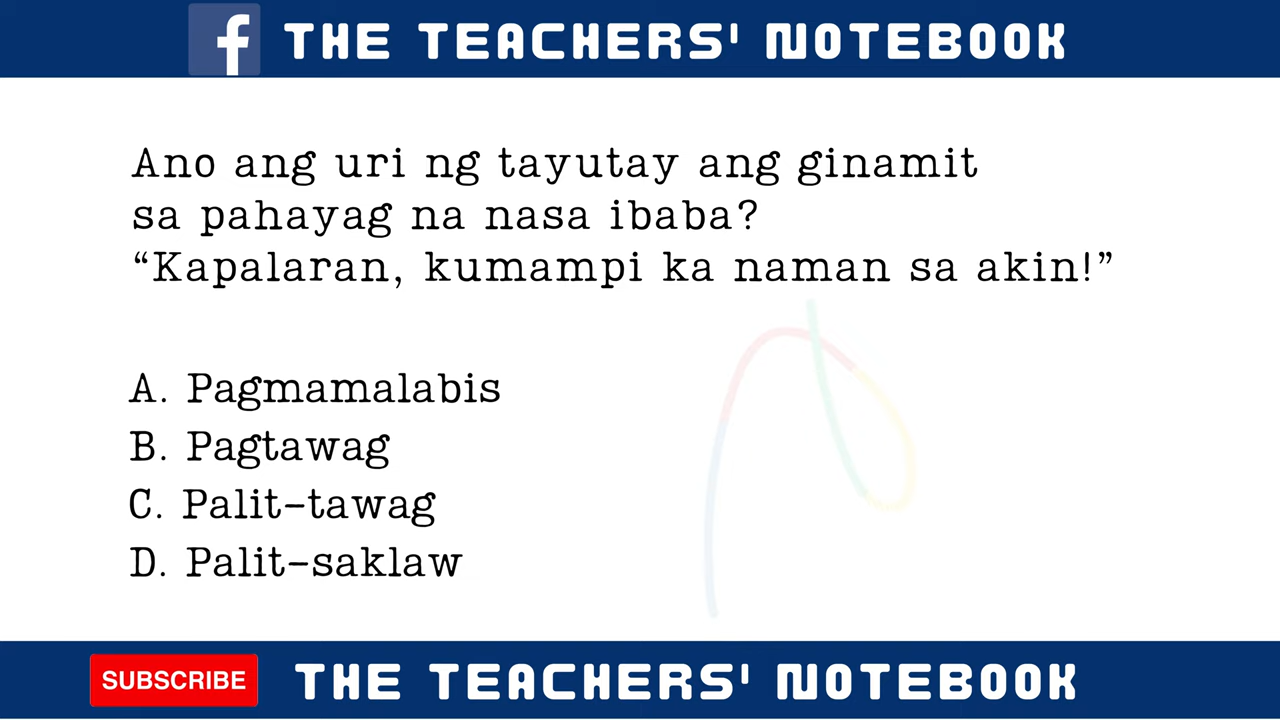 THE TEACHERS' NOTEBOOK
Ano ang uri ng tayutay ang ginamit
sa pahayag na nasa ibaba?
“Kapalaran, kumampi ka naman sa akin!”
A. Pagmamalabis
B. Pagtawag
C. Palit-tawag
D. Palit-saklaw
SUBSCRIBE THE TEACHERS' NOTEBOOK